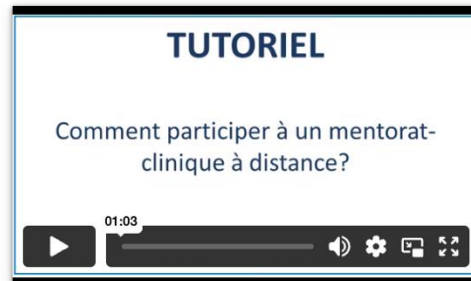 TUTORIEL
Comment participer à un mentorat-
clinique à distance?
01:03